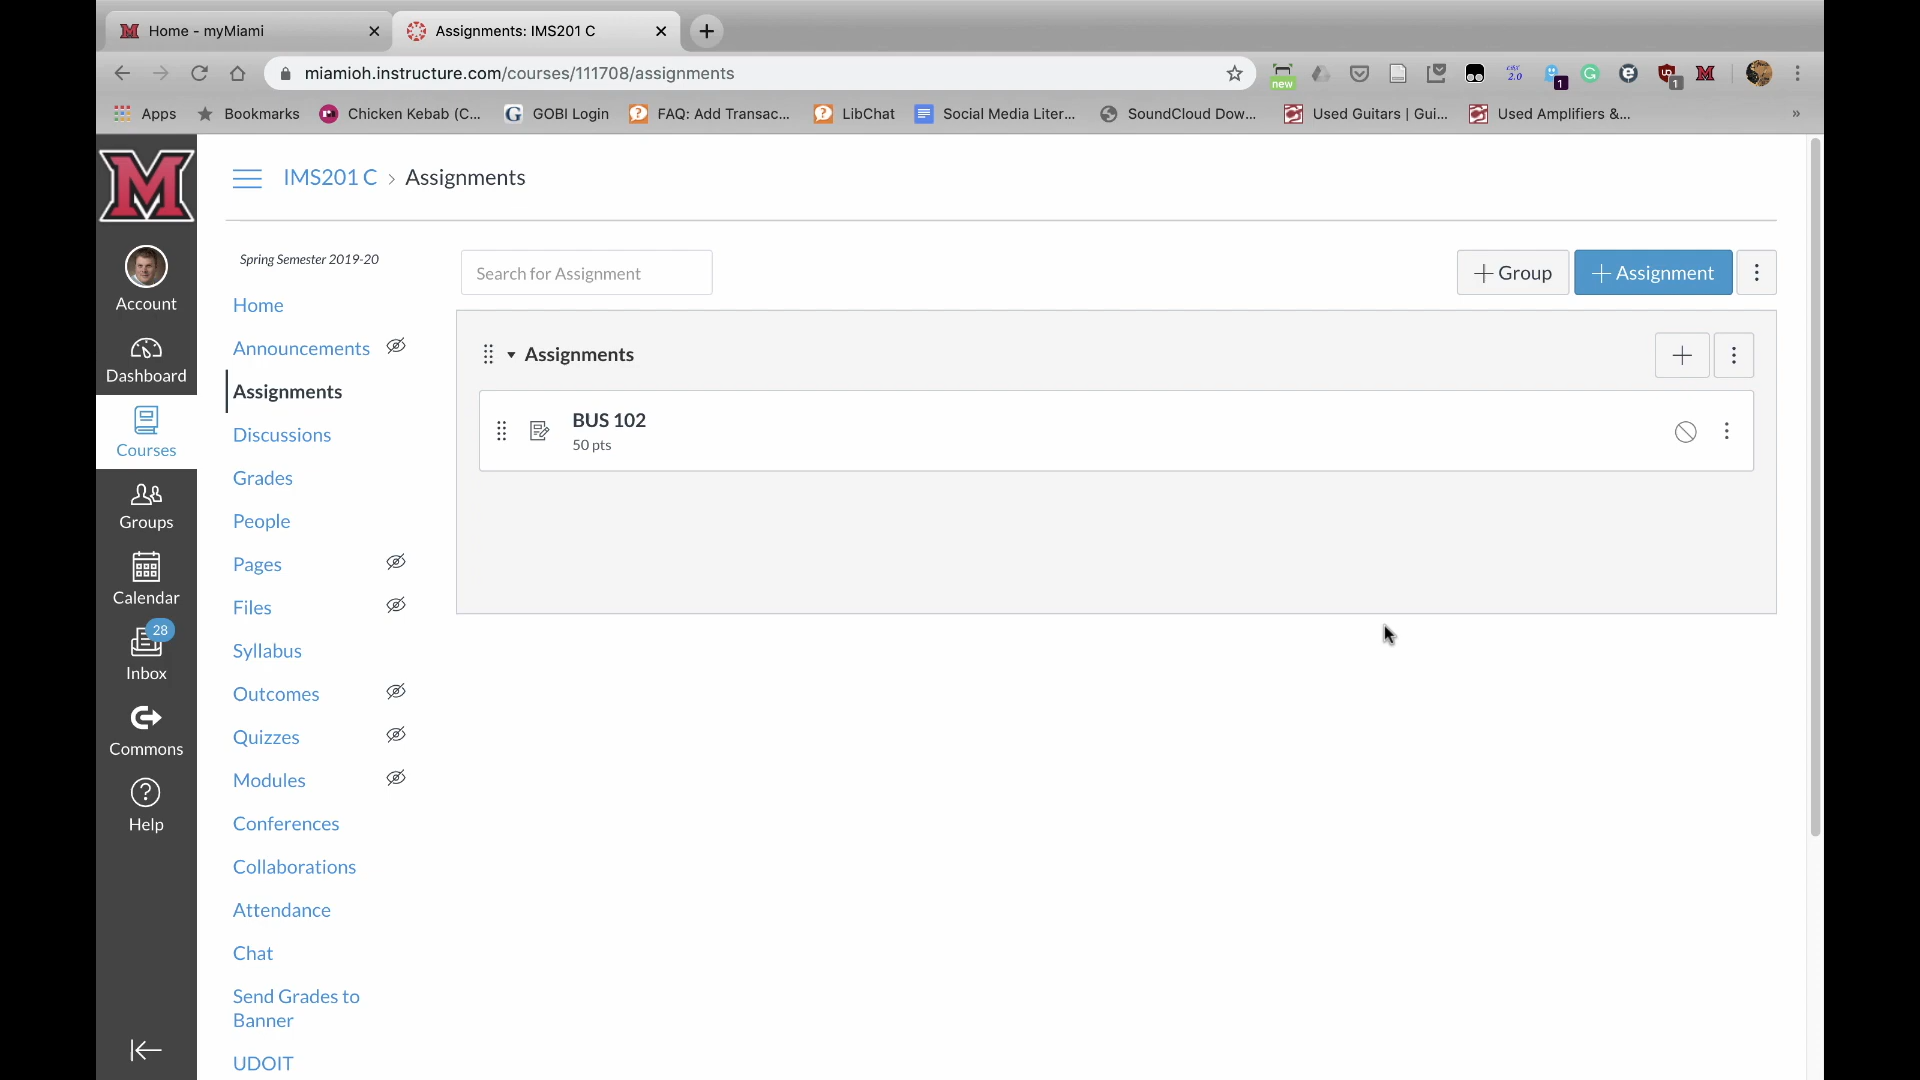 Home - myMiami
Assignments: IMS201 C
miamioh.instructure.com/courses/111708/assignments
new
2.0
1
1
Apps
Bookmarks
Chicken Kebab (C...
GOBI Login
FAQ: Add Transac...
LibChat
Social Media Liter...
SoundCloud Dow...
Used Guitars | Gui...
Used Amplifiers &...
»
M
IMS201 C › Assignments
Account
Dashboard
Courses
Groups
Calendar
28
Inbox
Commons
Help
Spring Semester 2019-20
Home
Announcements
Assignments
Discussions
Grades
People
Pages
Files
Syllabus
Outcomes
Quizzes
Modules
Conferences
Collaborations
Attendance
Chat
Send Grades to
Banner
UDOIT
Search for Assignment
+ Group
+ Assignment
Assignments
BUS 102
50 pts